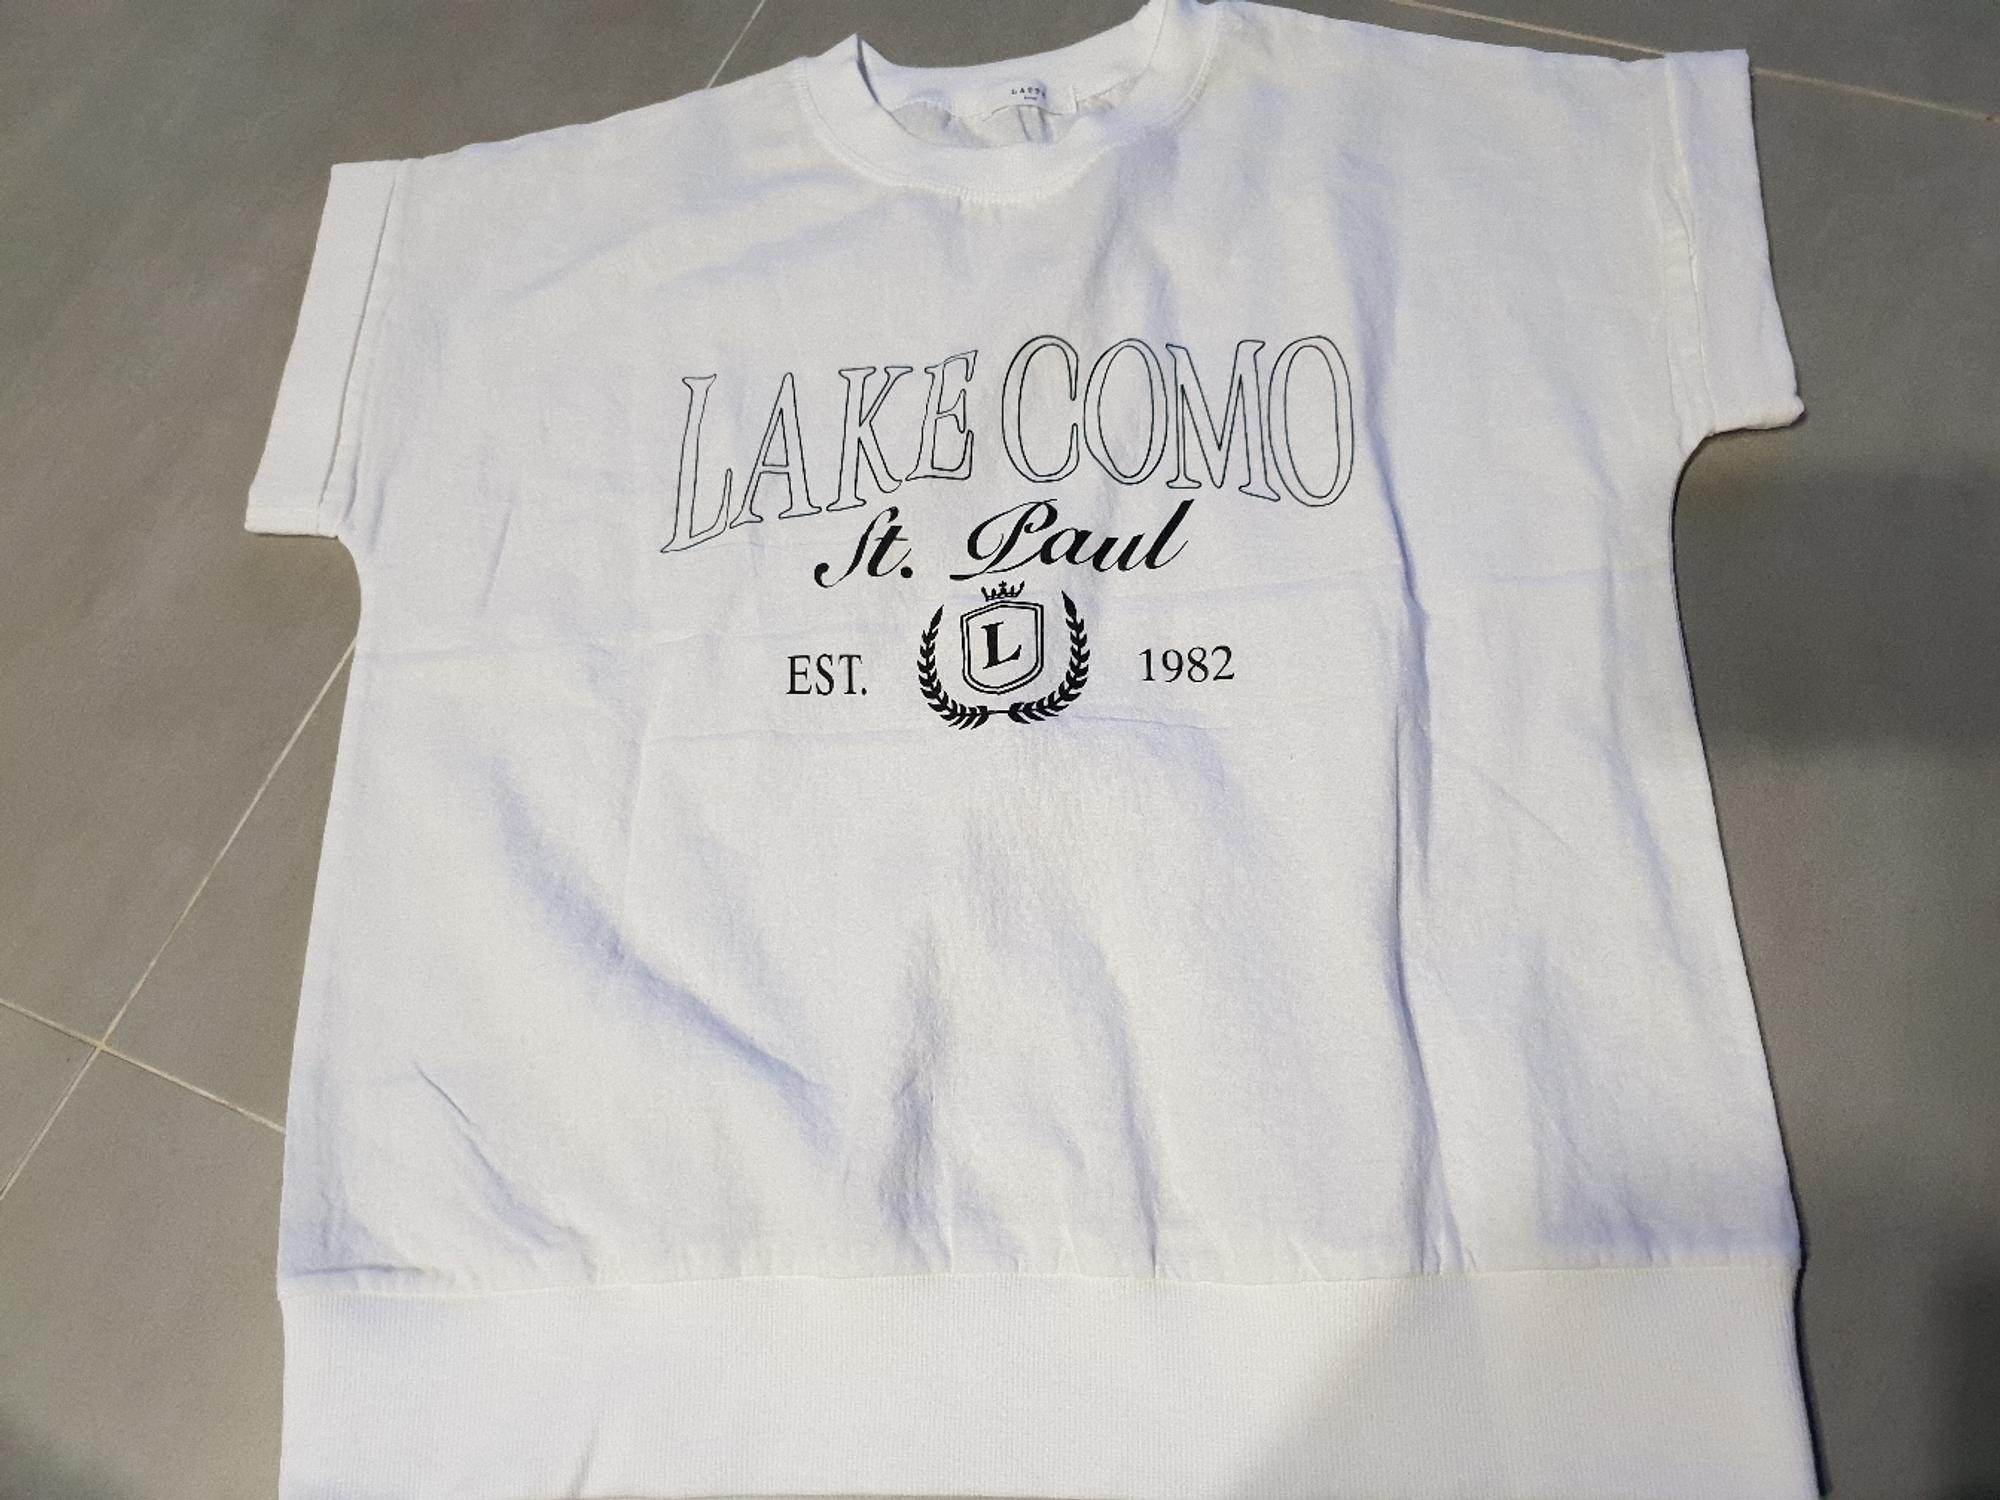 LAKE COMO
St. Paul
L
EST. 1982